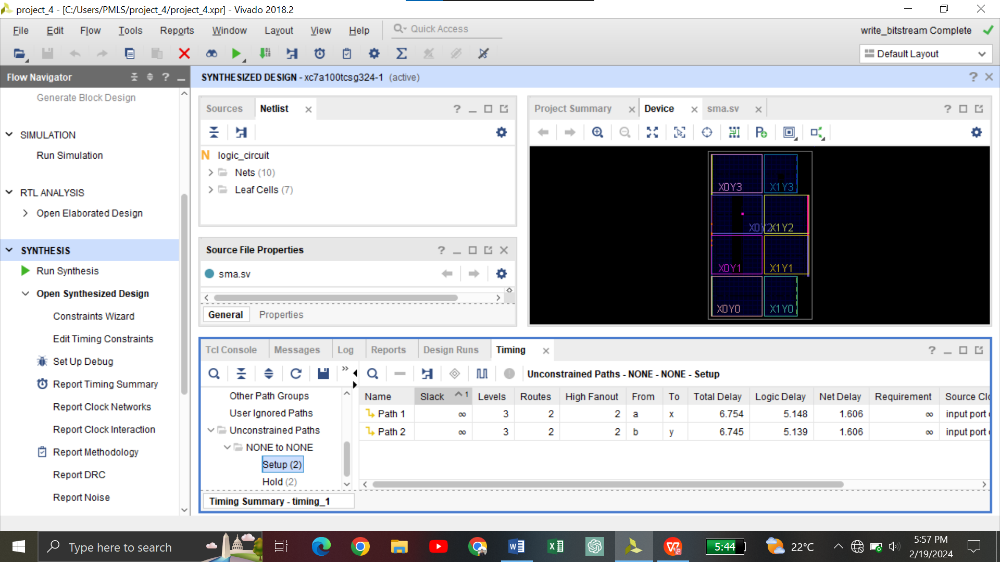 project_4 - [C:/Users/PMLS/project_4/project_4.xpr] - Vivado 2018.2
File Edit Flow Tools Reports Window Layout View Help Quick Access
write_bitstream Complete
Default Layout
Flow Navigator
SYNTHESIZED DESIGN - xc7a100tcsg324-1 (active)
Generate Block Design
SIMULATION
Run Simulation
RTL ANALYSIS
Open Elaborated Design
SYNTHESIS
Run Synthesis
Open Synthesized Design
Constraints Wizard
Edit Timing Constraints
Set Up Debug
Report Timing Summary
Report Clock Networks
Report Clock Interaction
Report Methodology
Report DRC
Report Noise
Sources Netlist
logic_circuit
Nets (10)
Leaf Cells (7)
Source File Properties
sma.sv
General Properties
Project Summary Device sma.sv
X0Y3 X1Y3
X0Y2 X1Y2
X0Y1 X1Y1
X0Y0 X1Y0
Tcl Console Messages Log Reports Design Runs Timing
Unconstrained Paths - NONE - NONE - Setup
Other Path Groups
User Ignored Paths
Unconstrained Paths
NONE to NONE
Setup (2)
Hold (2)
Name Slack 1 Levels Routes High Fanout From To Total Delay Logic Delay Net Delay Requirement Source Clo
Path 1 ∞ 3 2 2 a x 6.754 5.148 1.606 ∞ input port
Path 2 ∞ 3 2 2 b y 6.745 5.139 1.606 ∞ input port
Timing Summary - timing_1
Type here to search
5:44
22°C
5:57 PM
2/19/2024